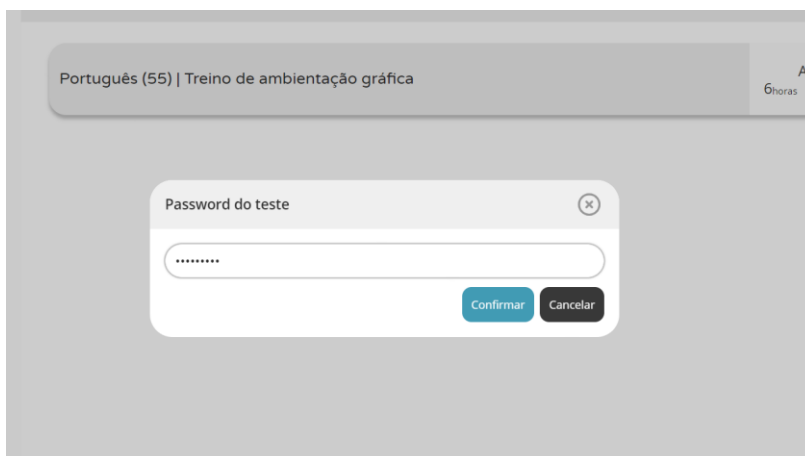 Português (55) | Treino de ambientação gráfica
A
6horas
Password do teste
•••••••••
Confirmar
Cancelar